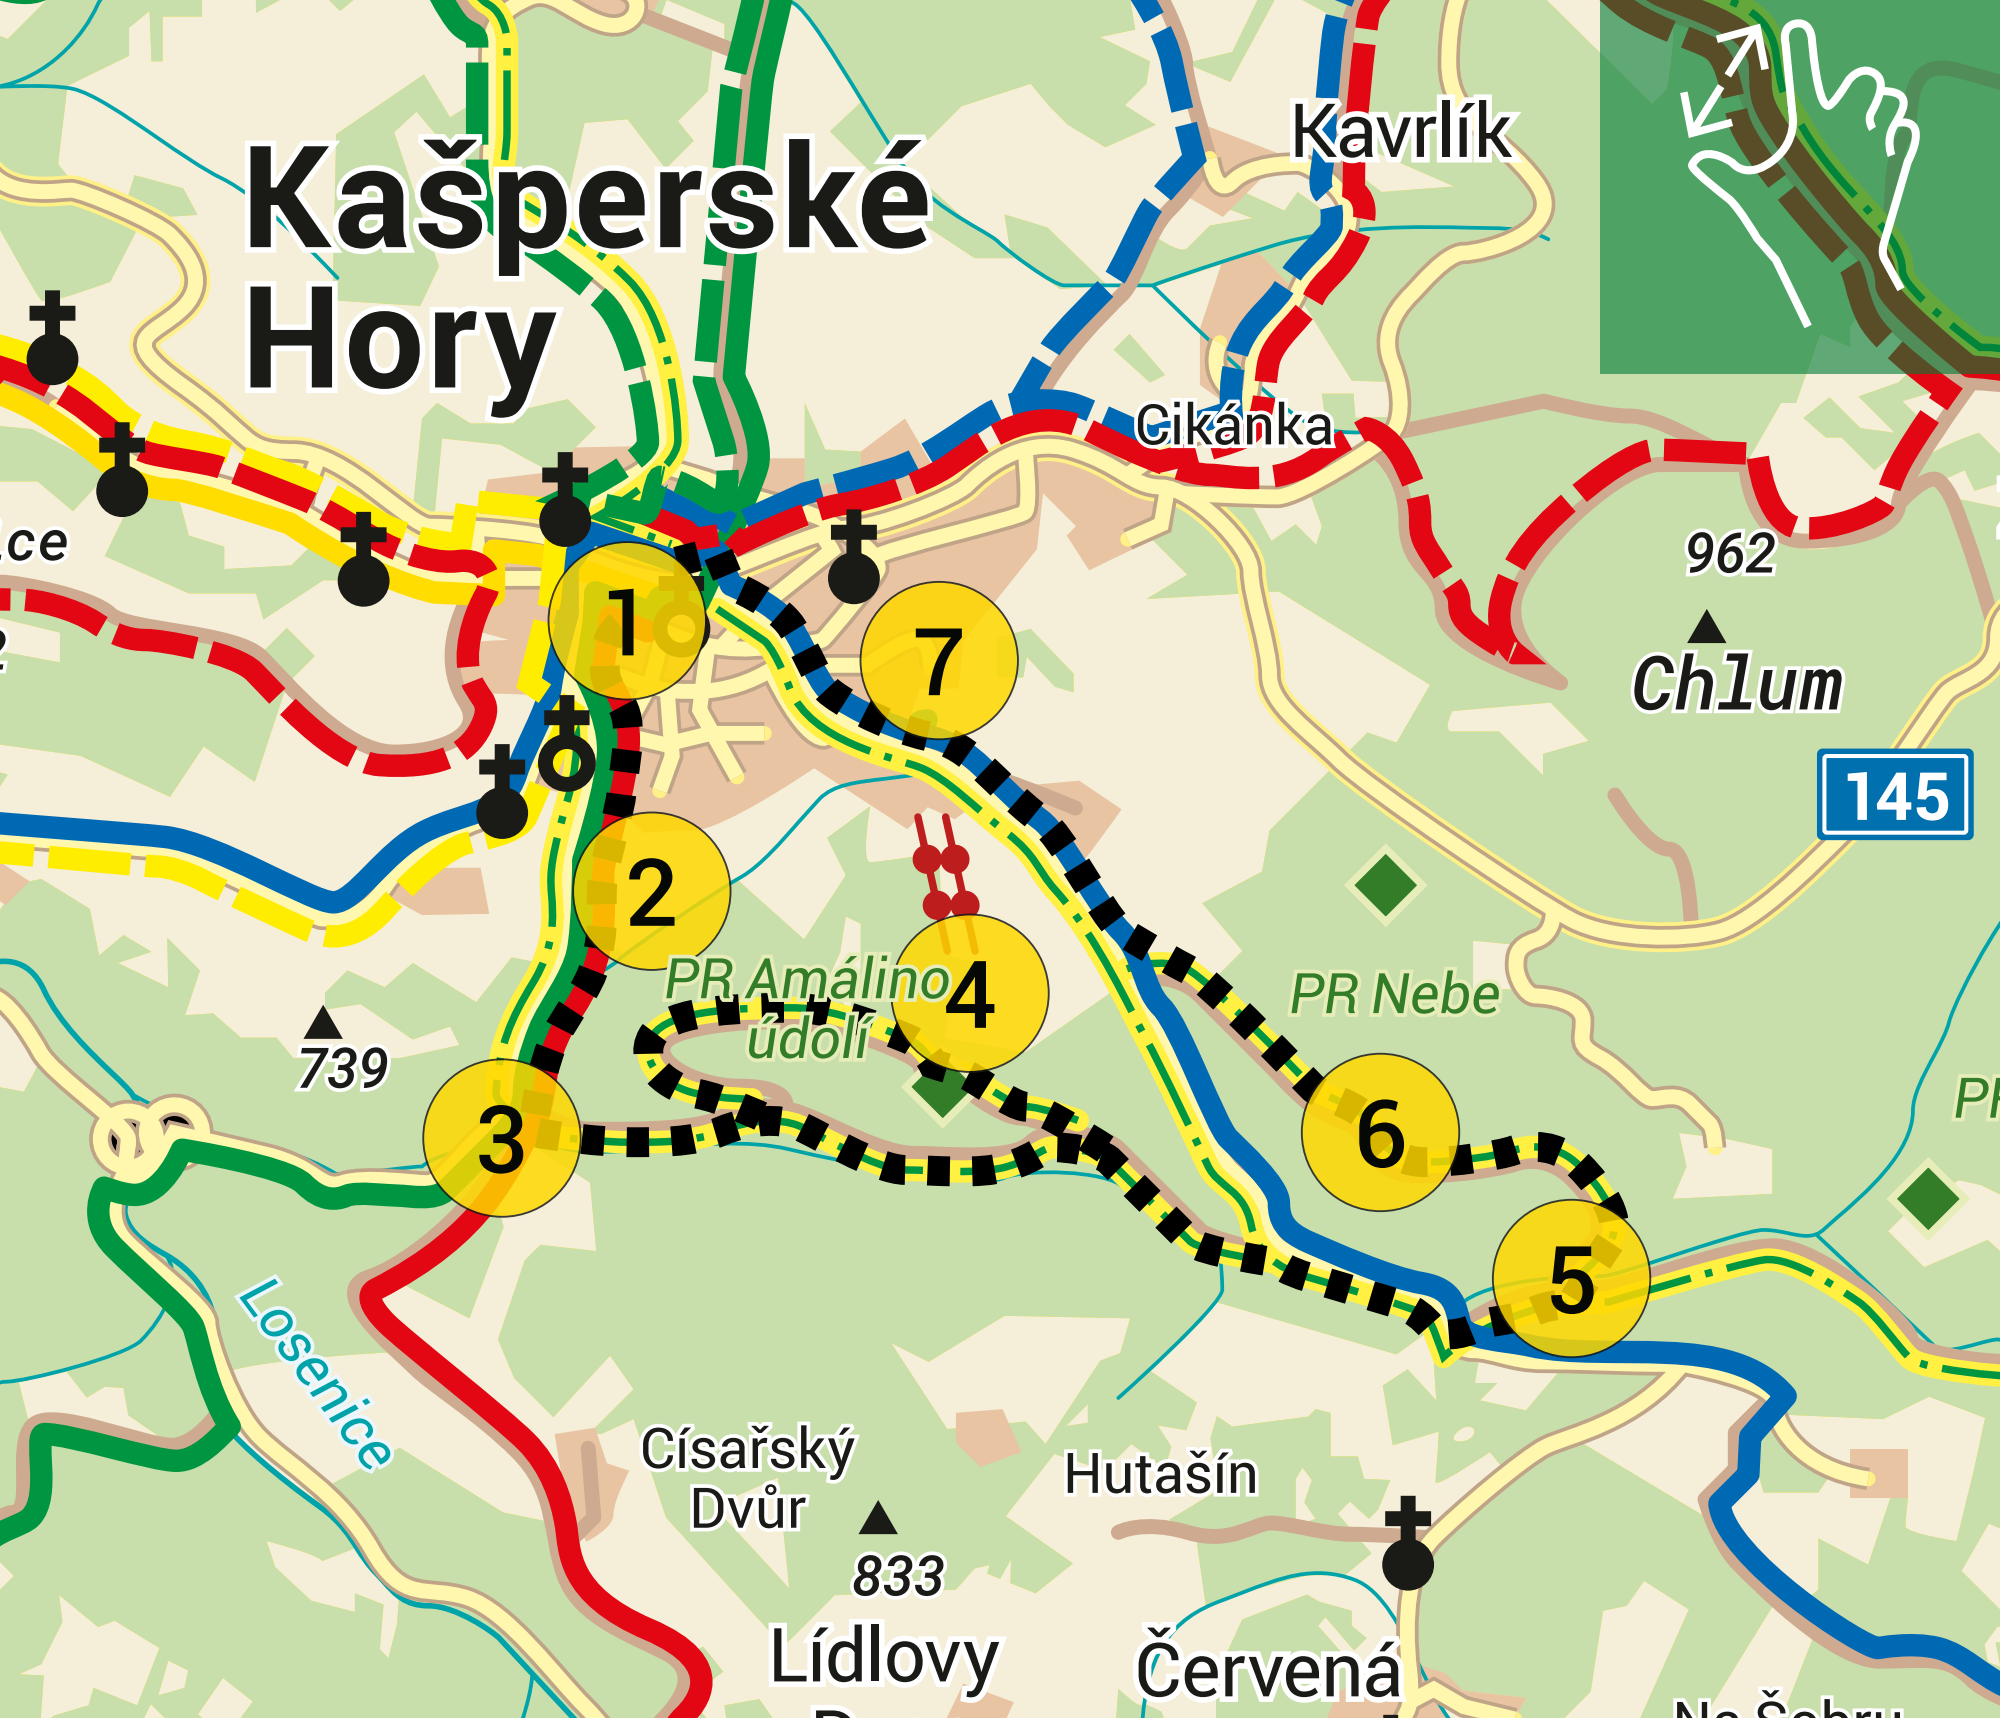 Kavrlík
Kašperské
Hory
Cikánka
962
Chlum
1
7
145
2
PR Amálino
údolí
4
PR Nebe
739
3
6
5
Losenice
Císařský
Dvůr
Hutašín
833
Lídlovy
Červená